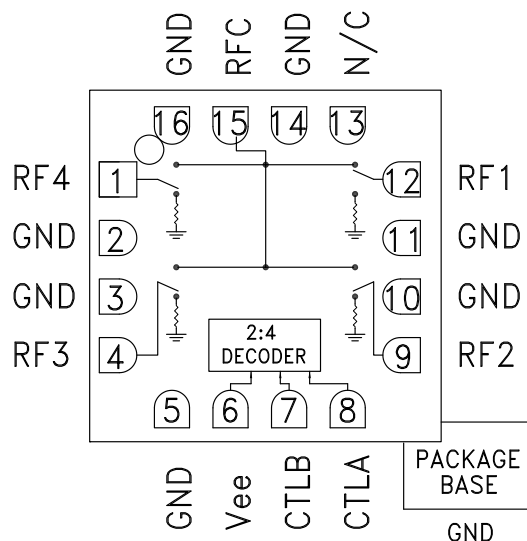 GND RFC GND N/C
16 15 14 13
RF4 1 12 RF1
GND 2 11 GND
GND 3 10 GND
RF3 4 9 RF2
2:4
DECODER
5 6 7 8
GND Vee CTLB CTLA
PACKAGE
BASE
GND